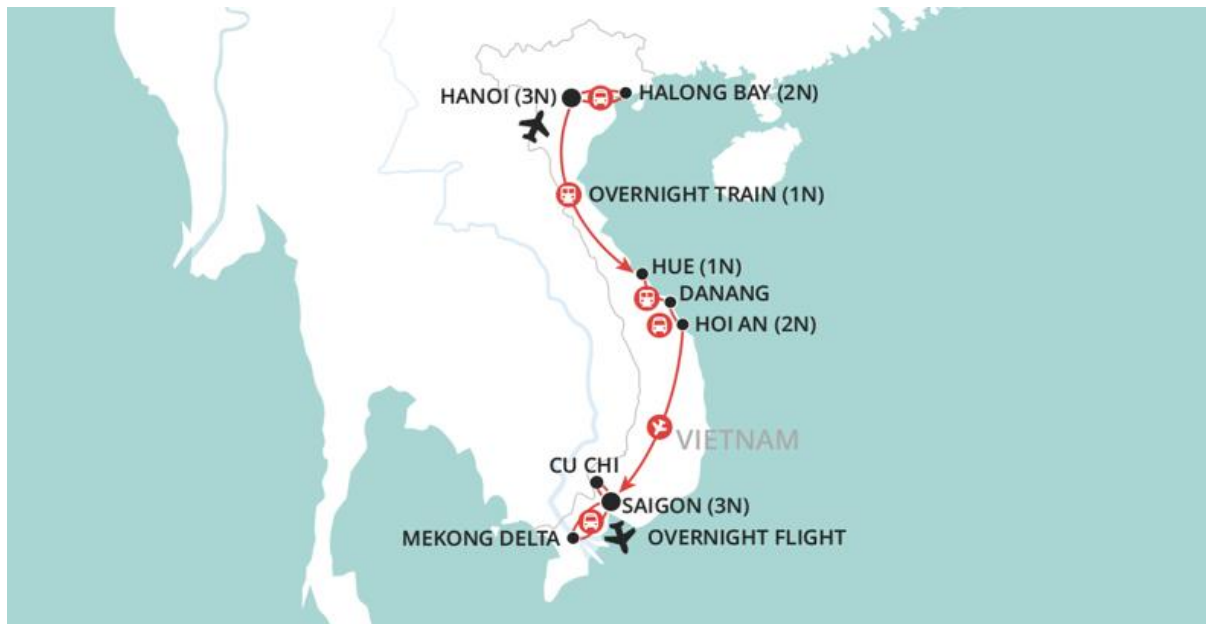 HANOI (3N)
HALONG BAY (2N)
OVERNIGHT TRAIN (1N)
HUE (1N)
DANANG
HOI AN (2N)
VIETNAM
CU CHI
SAIGON (3N)
MEKONG DELTA
OVERNIGHT FLIGHT